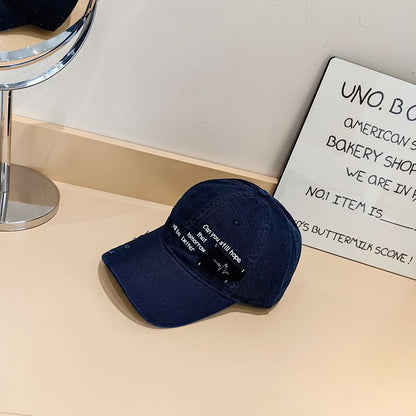 Can you still hope
that
tomorrow
will be better
UNO, B
AMERICAN S
BAKERY SHOP
WE ARE IN
NO.1 ITEM IS
S BUTTERMILK SCONE!